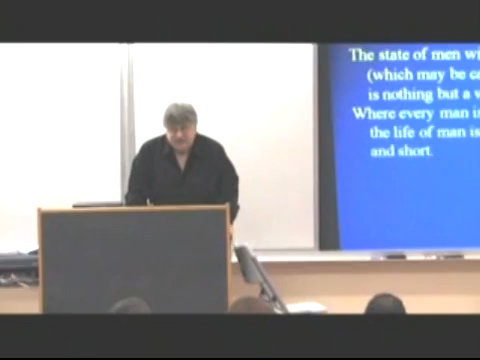 The state of men wi
(which may be ca
is nothing but a w
Where every man is
the life of man is
and short.